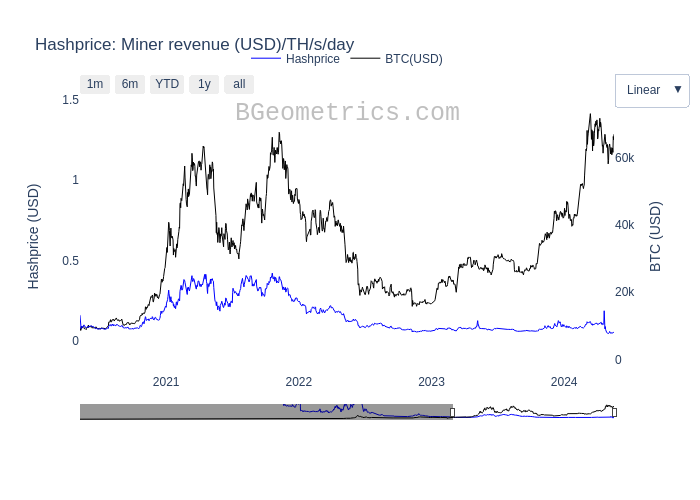 Hashprice: Miner revenue (USD)/TH/s/day
Hashprice BTC(USD)
1m 6m YTD 1y all
Linear ▼
BGeometrics.com
1.5
1
0.5
0
Hashprice (USD)
60k
40k
20k
0
BTC (USD)
2021 2022 2023 2024